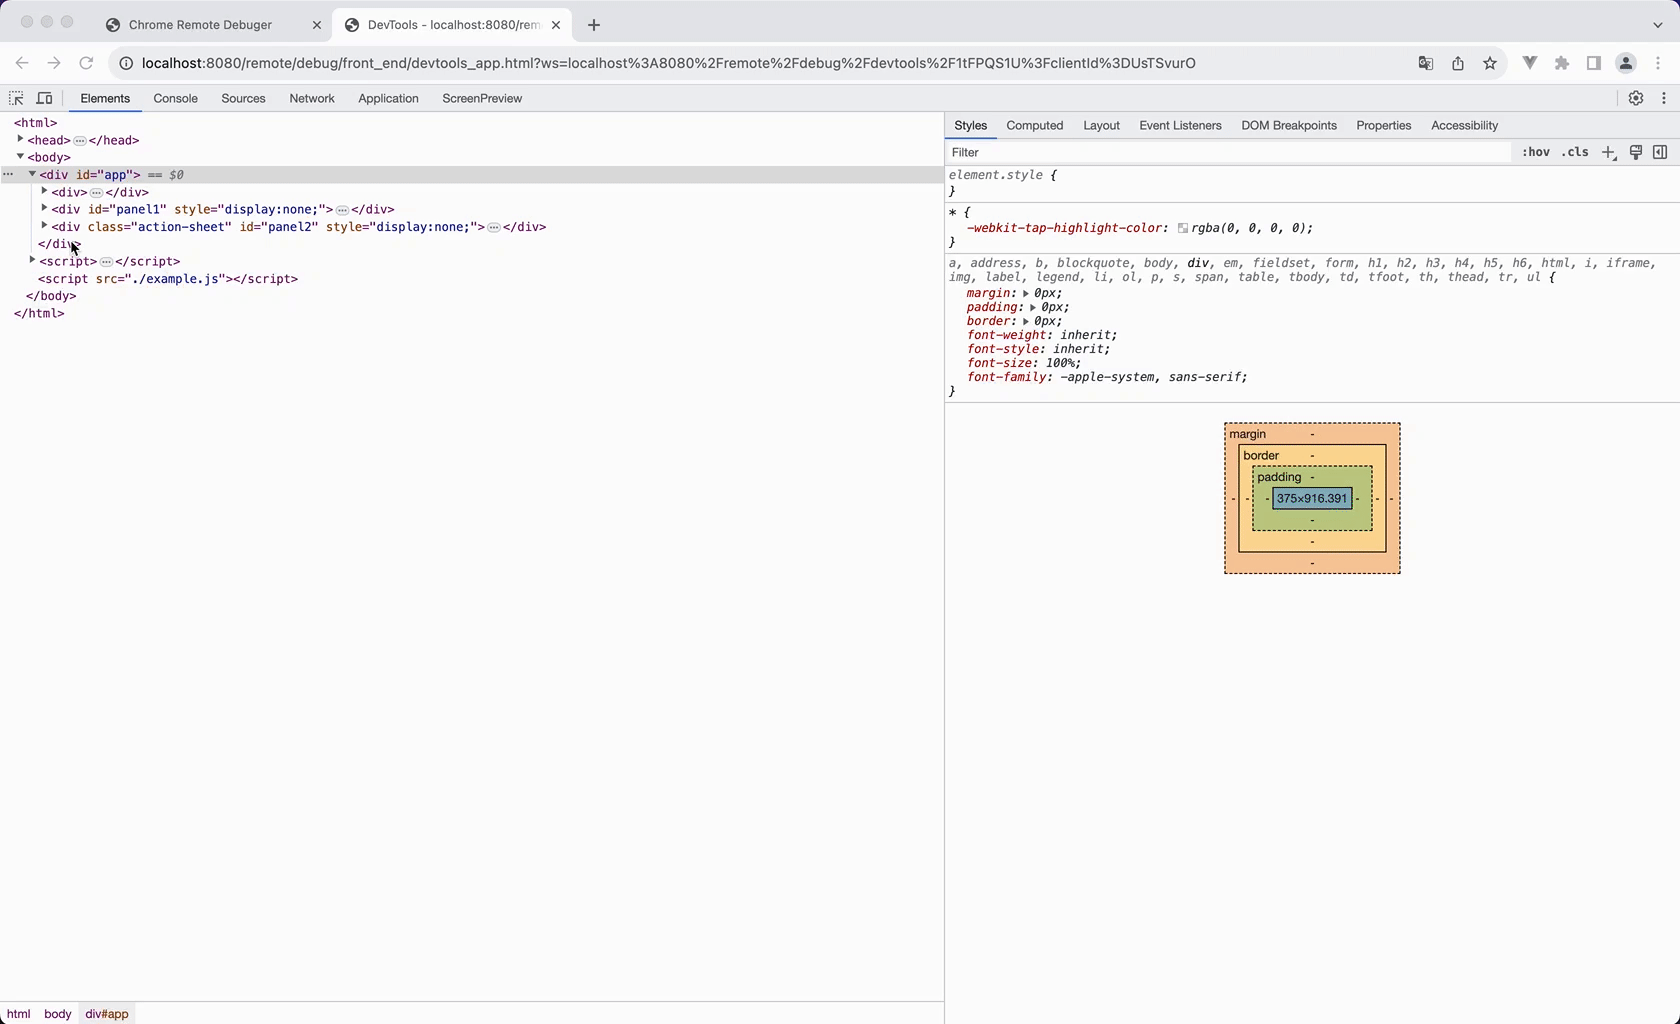 Chrome Remote Debuger
DevTools - localhost:8080/rem
localhost:8080/remote/debug/front_end/devtools_app.html?ws=localhost%3A8080%2Fremote%2Fdebug%2Fdevtools%2F1tFPQS1U%3FclientId%3DUsTSvurO
Elements Console Sources Network Application ScreenPreview
<html>
<head>…</head>
<body>
<div id="app"> == $0
<div>…</div>
<div id="panel1" style="display:none;">…</div>
<div class="action-sheet" id="panel2" style="display:none;">…</div>
</div>
<script>…</script>
<script src="./example.js"></script>
</body>
</html>
html body div#app
Styles Computed Layout Event Listeners DOM Breakpoints Properties Accessibility
Filter :hov .cls
element.style {
}
* {
-webkit-tap-highlight-color: rgba(0, 0, 0, 0);
}
a, address, b, blockquote, body, div, em, fieldset, form, h1, h2, h3, h4, h5, h6, html, i, iframe,
img, label, legend, li, ol, p, s, span, table, tbody, td, tfoot, th, thead, tr, ul {
margin: 0px;
padding: 0px;
border: 0px;
font-weight: inherit;
font-style: inherit;
font-size: 100%;
font-family: -apple-system, sans-serif;
}
margin -
border -
padding -
- - - 375×916.391 - - -
-
-
-